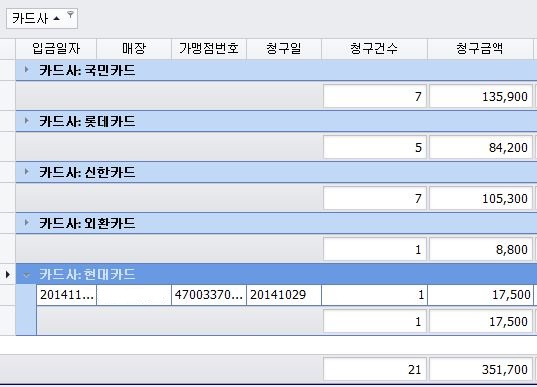 카드사
입금일자 매장 가맹점번호 청구일 청구건수 청구금액
카드사: 국민카드
7 135,900
카드사: 롯데카드
5 84,200
카드사: 신한카드
7 105,300
카드사: 외환카드
1 8,800
카드사: 현대카드
201411... 47003370... 20141029 1 17,500
1 17,500
21 351,700